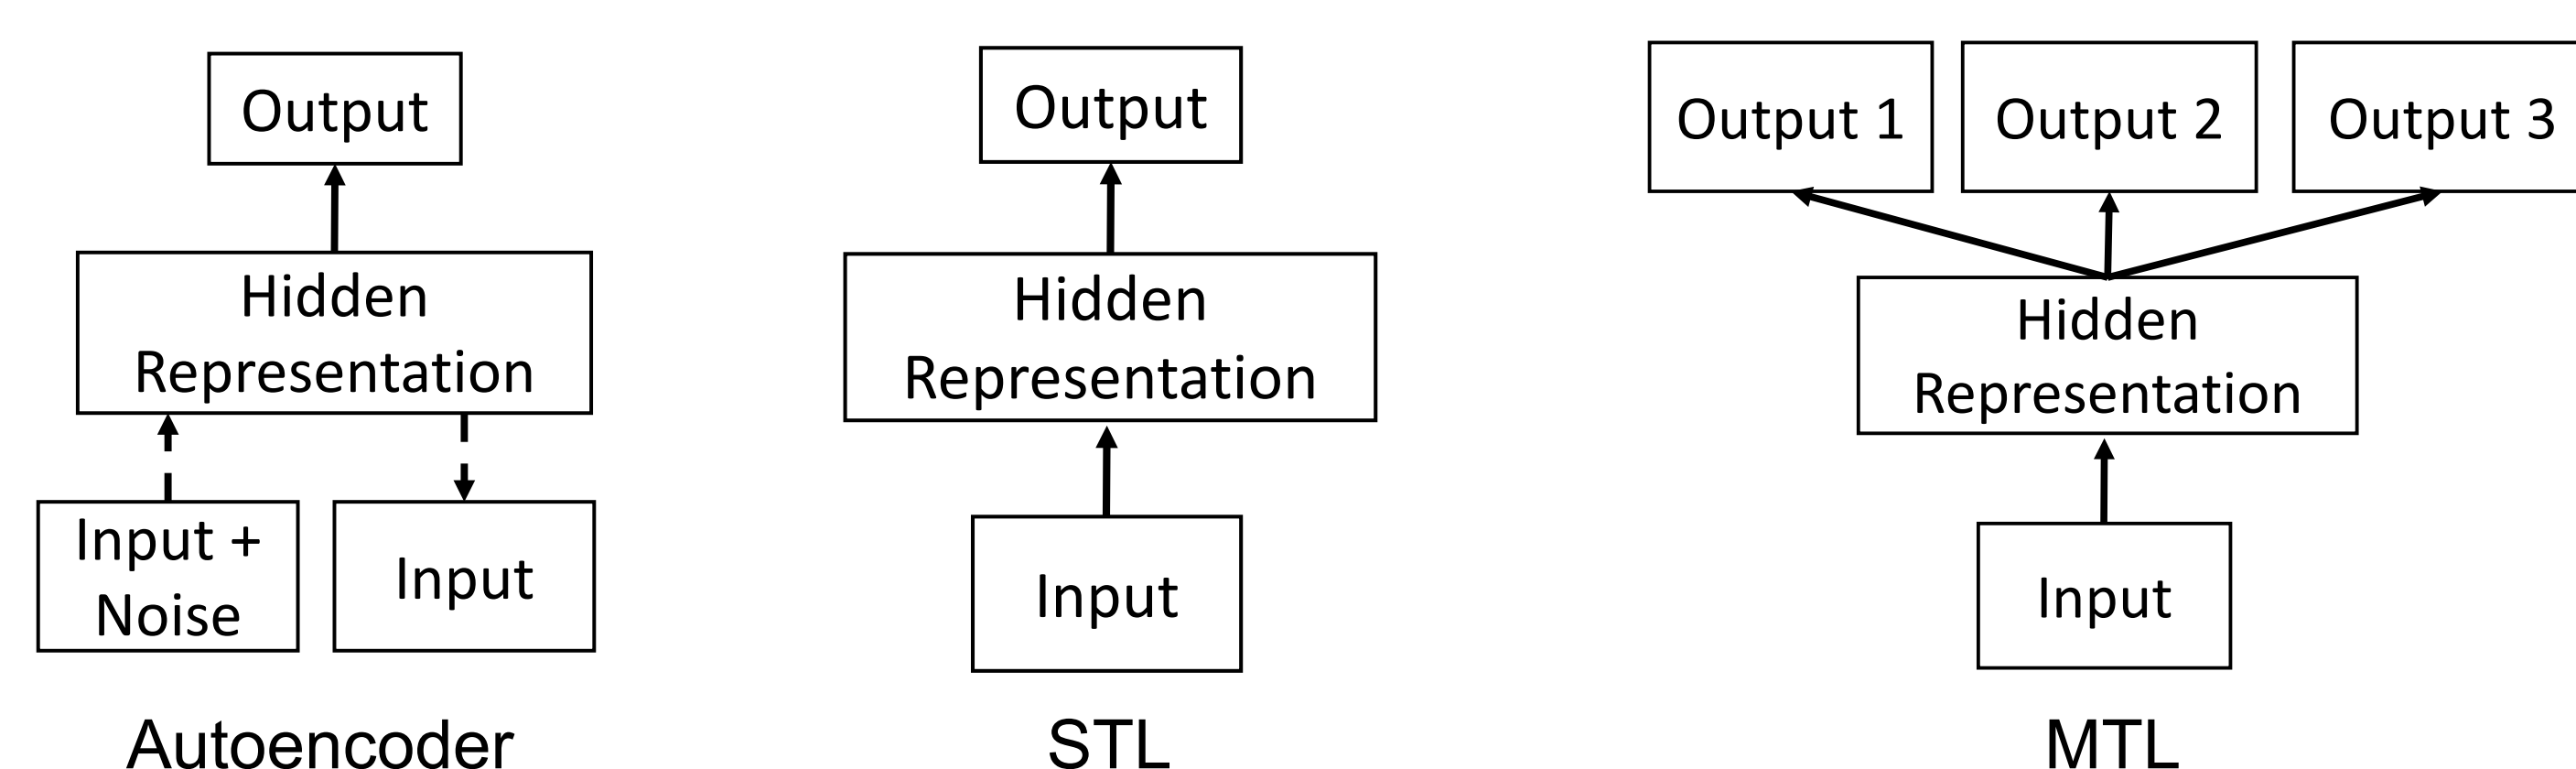 Output
Hidden
Representation
Input +
Noise
Input
Autoencoder
Output
Hidden
Representation
Input
STL
Output 1
Output 2
Output 3
Hidden
Representation
Input
MTL